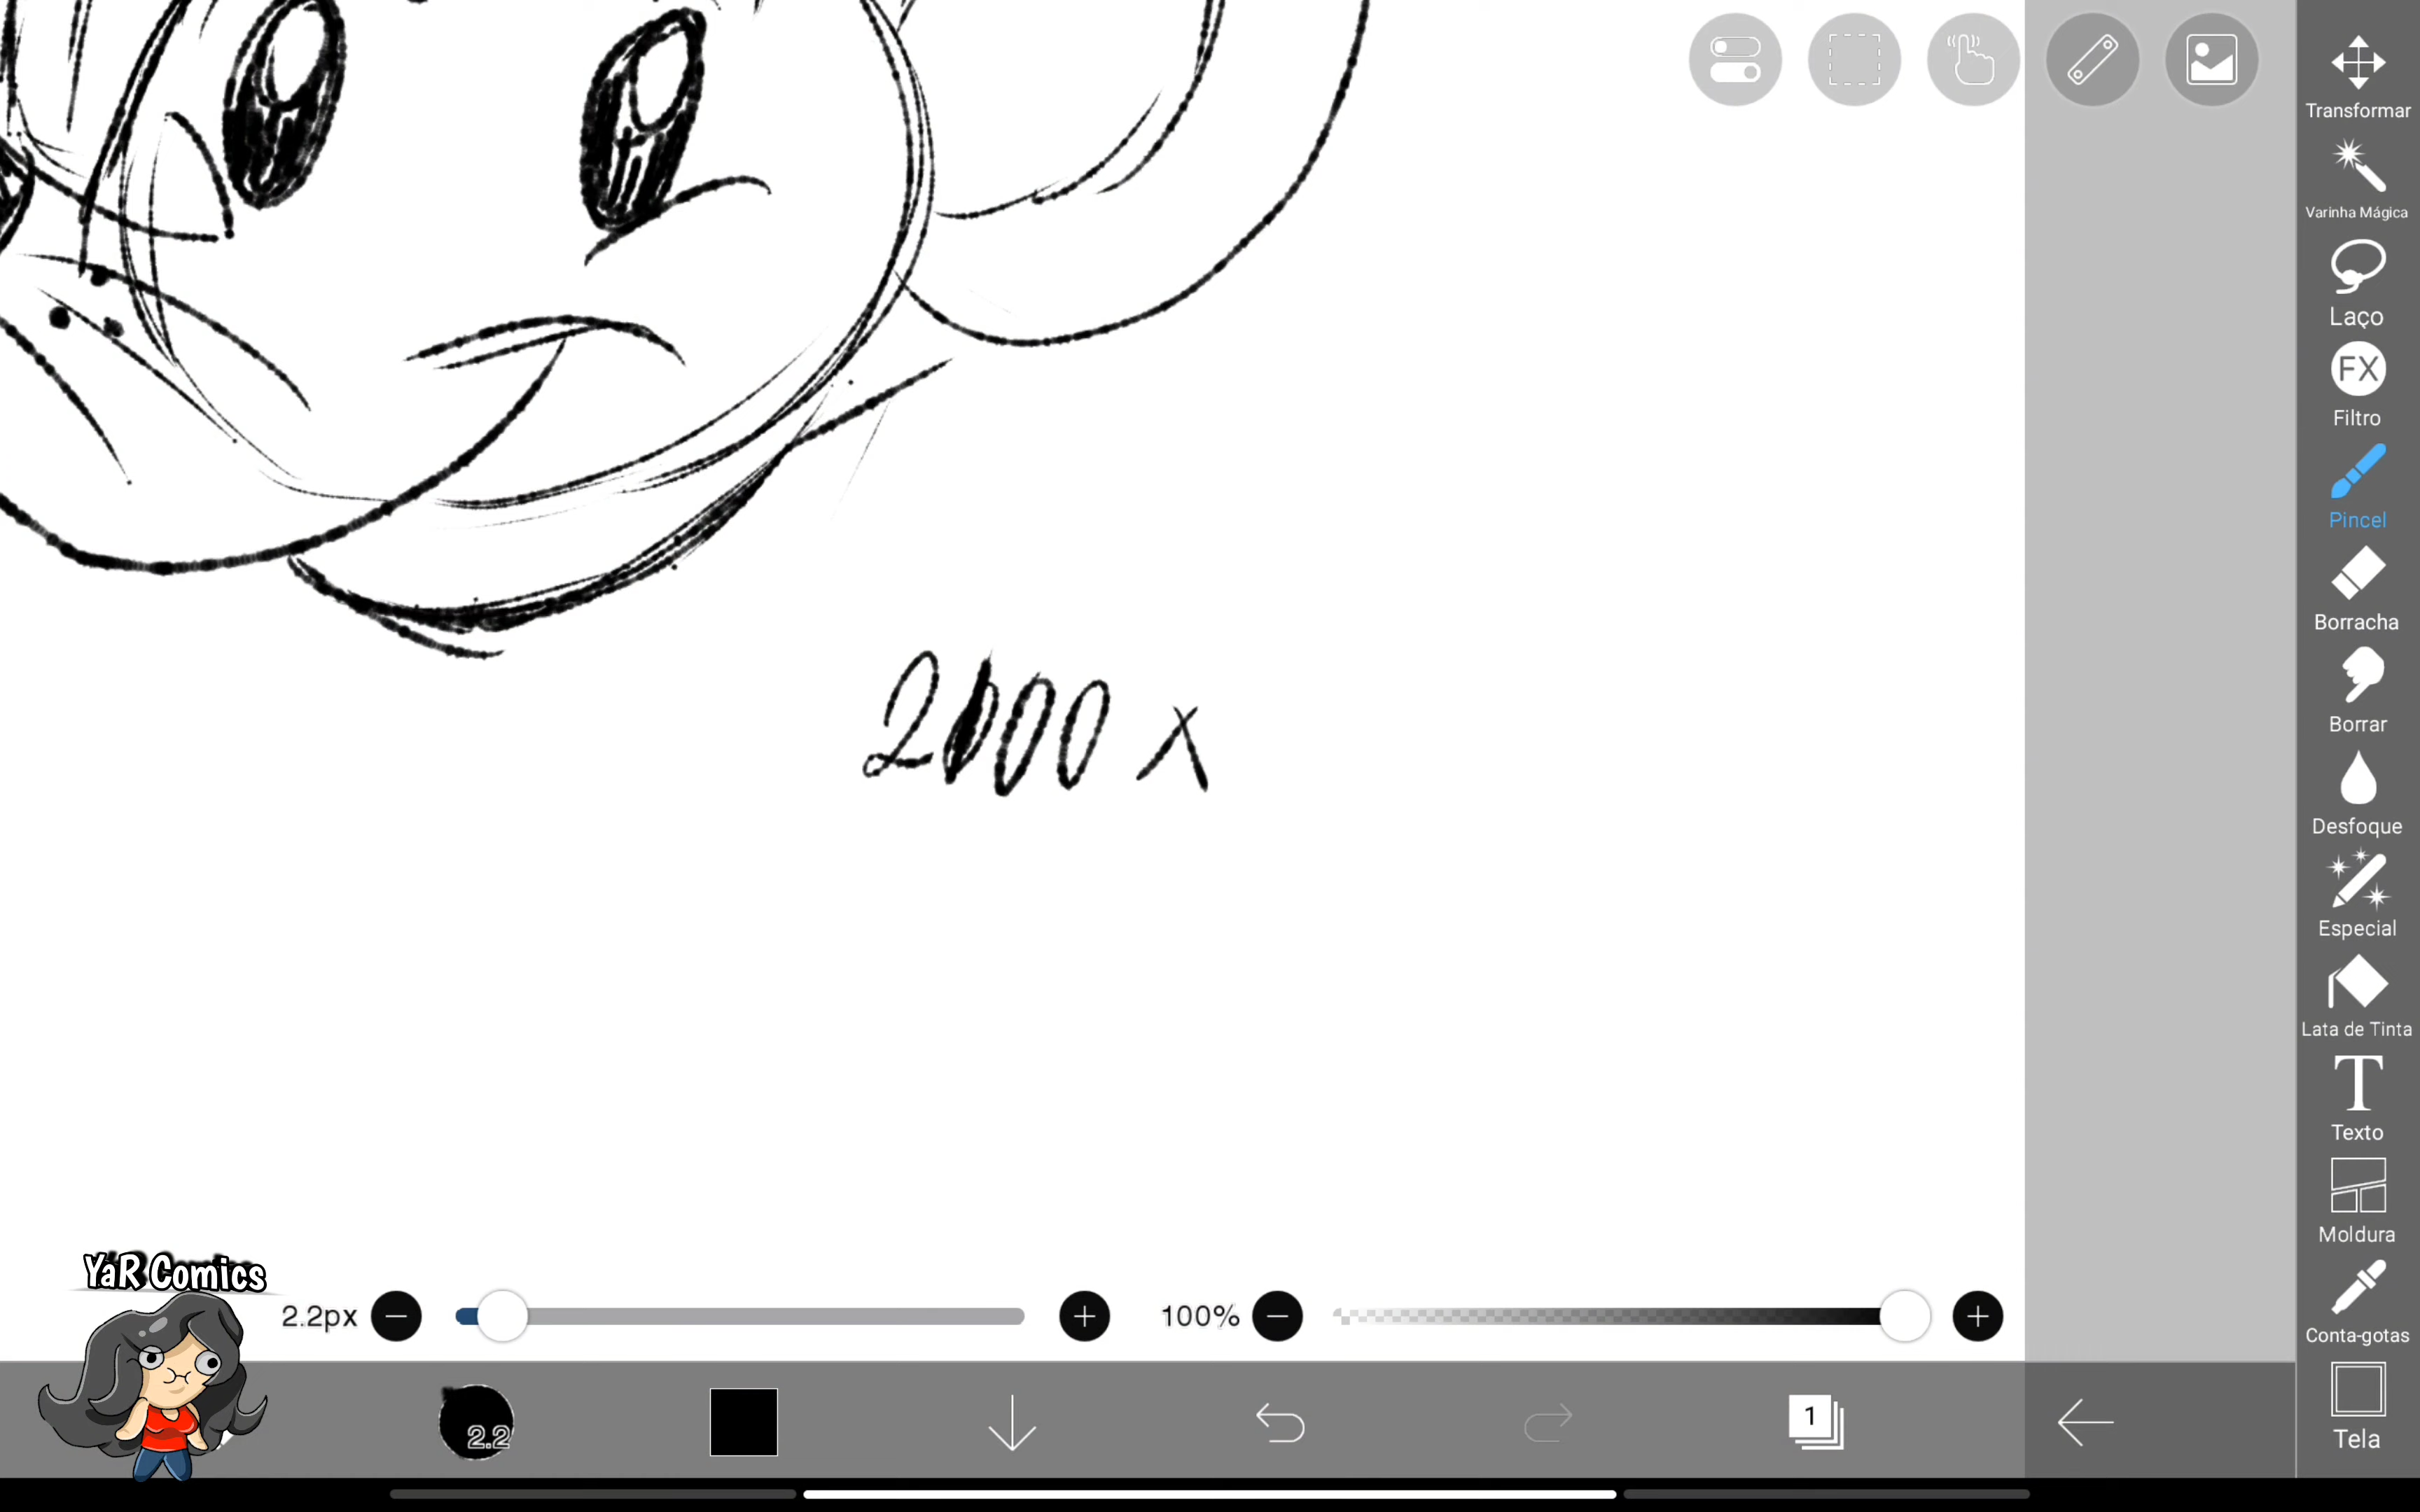 Transformar
Varinha Mágica
Laço
FX
Filtro
Pincel
Borracha
Borrar
Desfoque
Especial
Lata de Tinta
T
Texto
Moldura
Conta-gotas
Tela
2000 x
YaR Comics
2.2px
100%
2.2
1